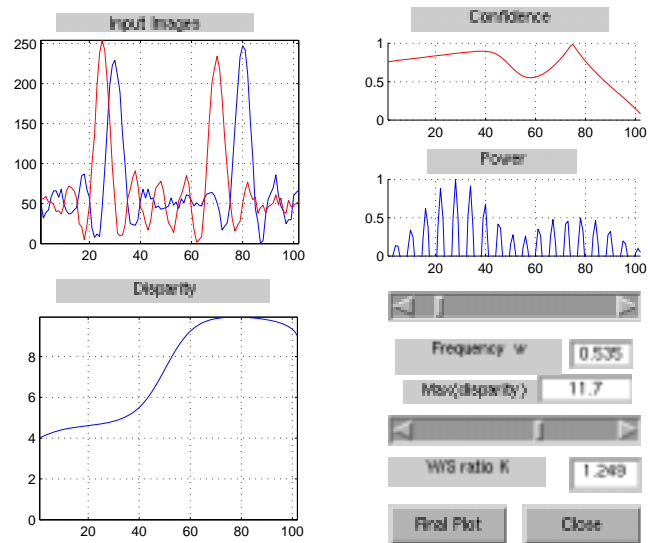 Input Images
250
200
150
100
50
0
20 40 60 80 100
Confidence
1
0.5
0
20 40 60 80 100
Power
1
0.5
0
20 40 60 80 100
Disparity
8
6
4
2
0
20 40 60 80 100
Frequency w 0.535
Max(disparity) 11.7
W/S ratio K 1.249
Final Plot Close